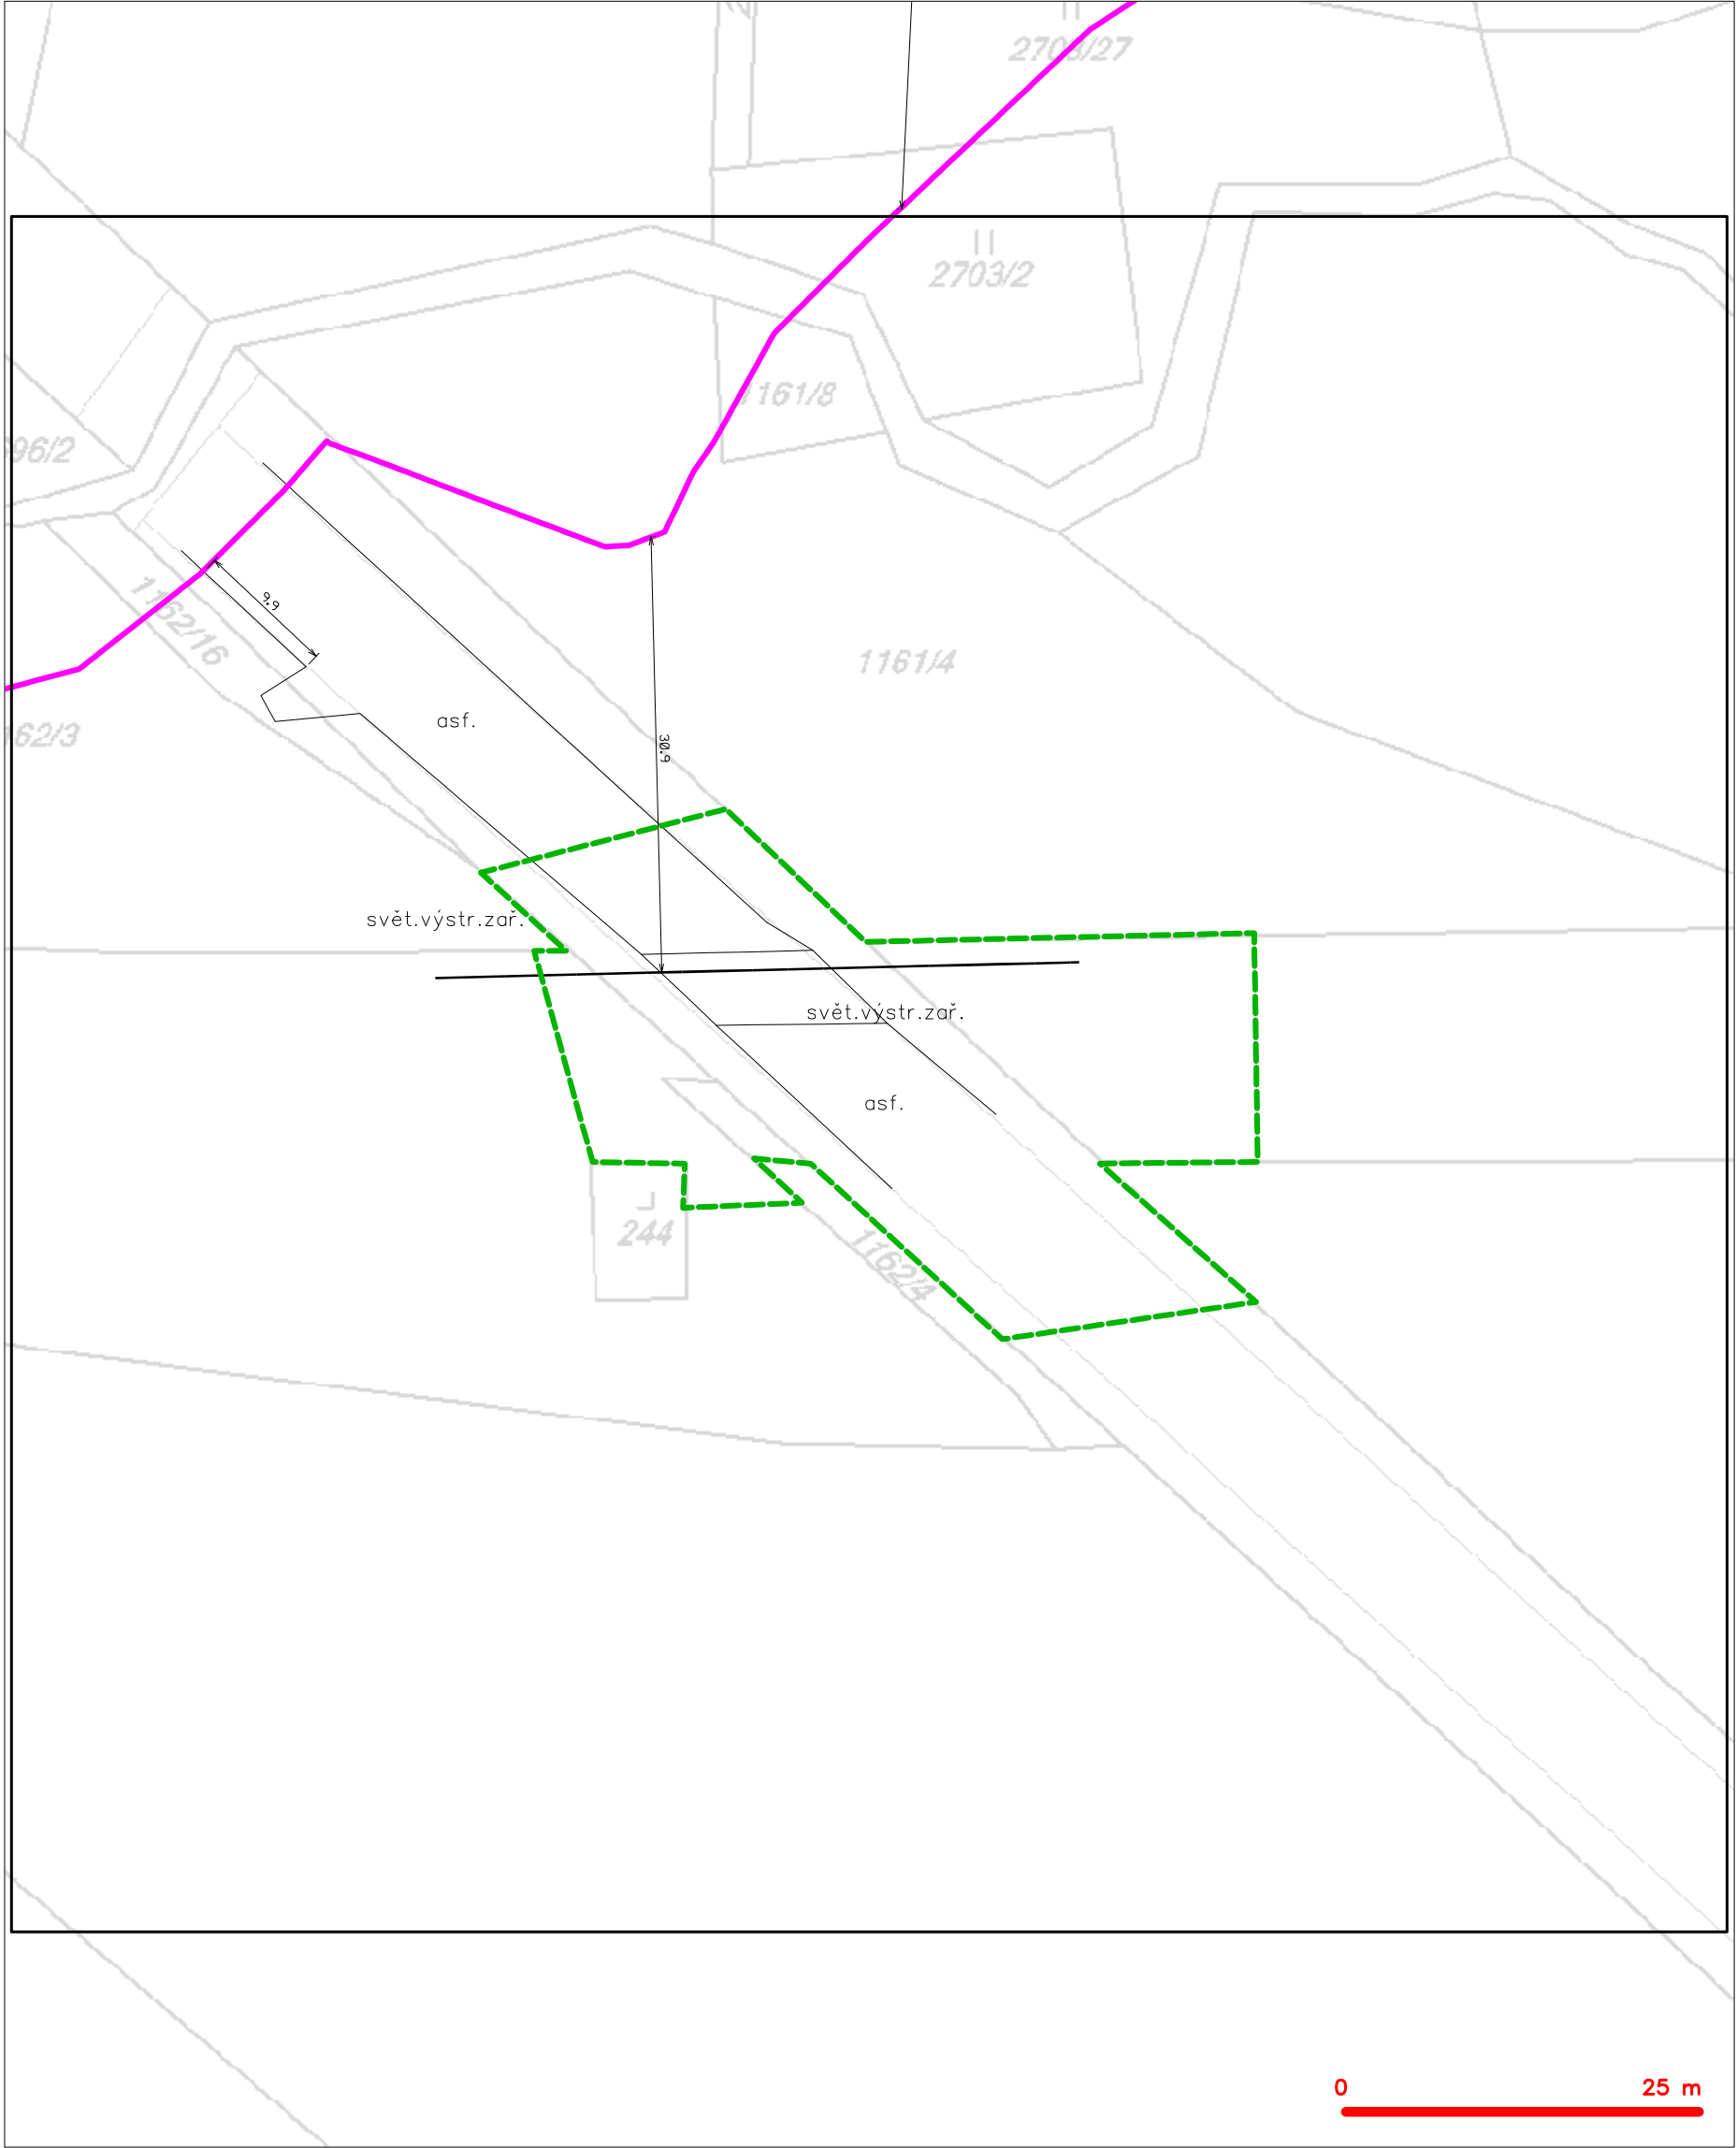 2703/27
2703/2
1161/8
96/2
1162/16
9.9
1161/4
asf.
30.9
62/3
svět.výstr.zař.
svět.výstr.zař.
asf.
244
1162/4
0 25 m